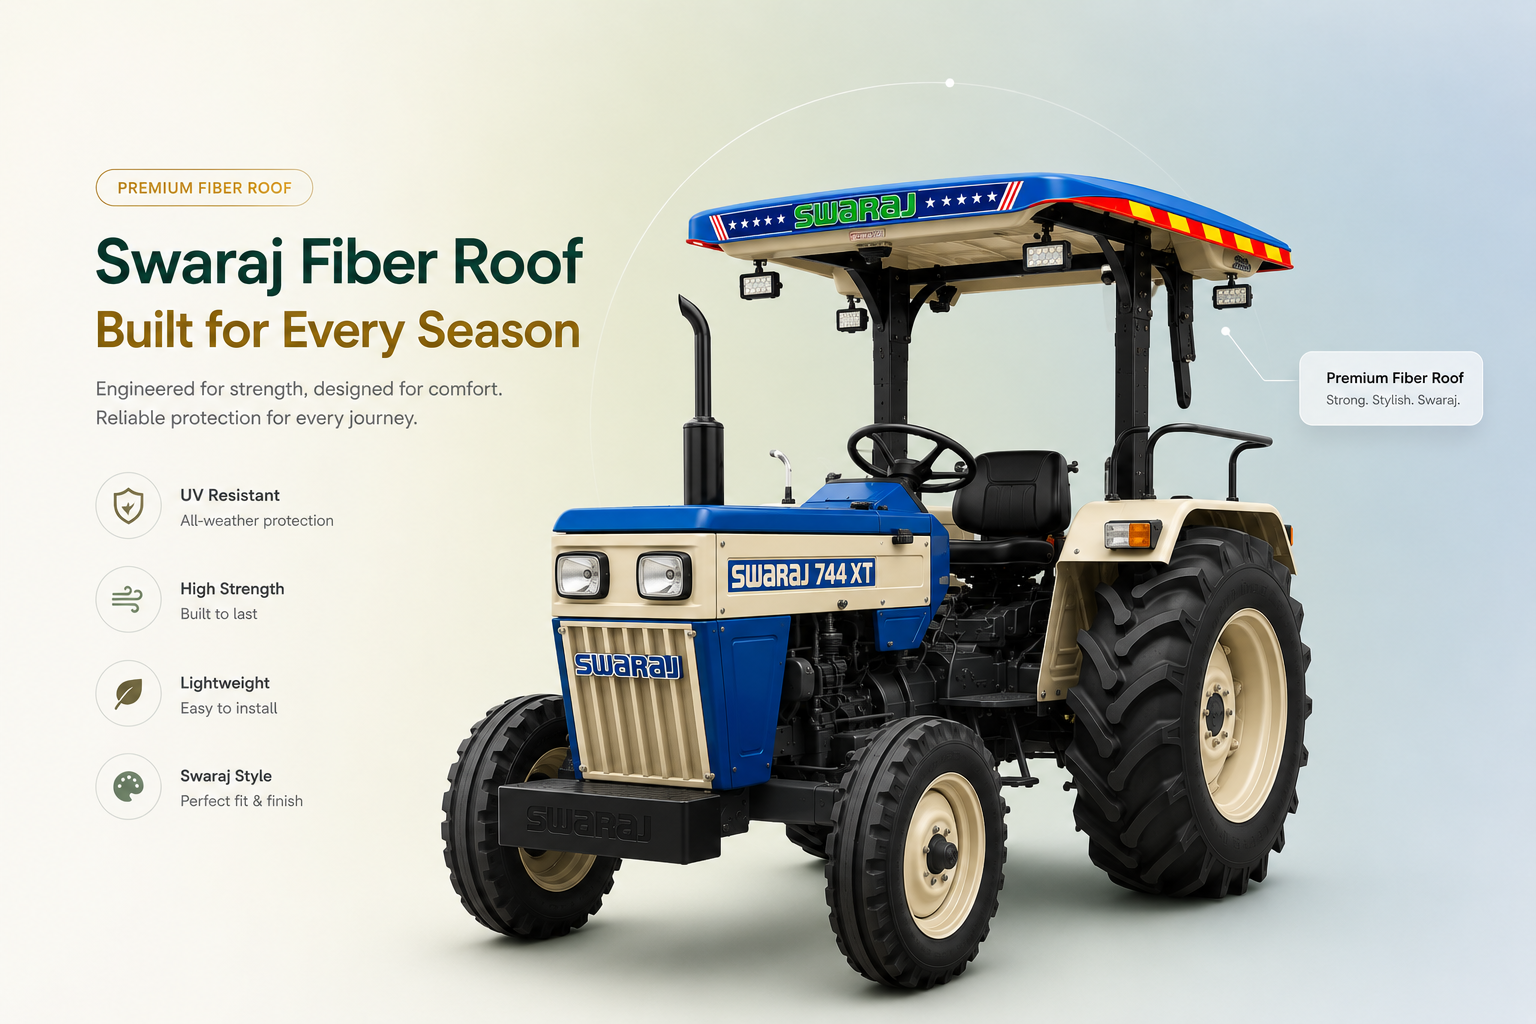 PREMIUM FIBER ROOF
Swaraj Fiber Roof
Built for Every Season
Engineered for strength, designed for comfort.
Reliable protection for every journey.
UV Resistant
All-weather protection
High Strength
Built to last
Lightweight
Easy to install
Swaraj Style
Perfect fit & finish
SWARAJ
Premium Fiber Roof
Strong. Stylish. Swaraj.
SWARAJ 744 XT
SWARAJ
SWARAJ